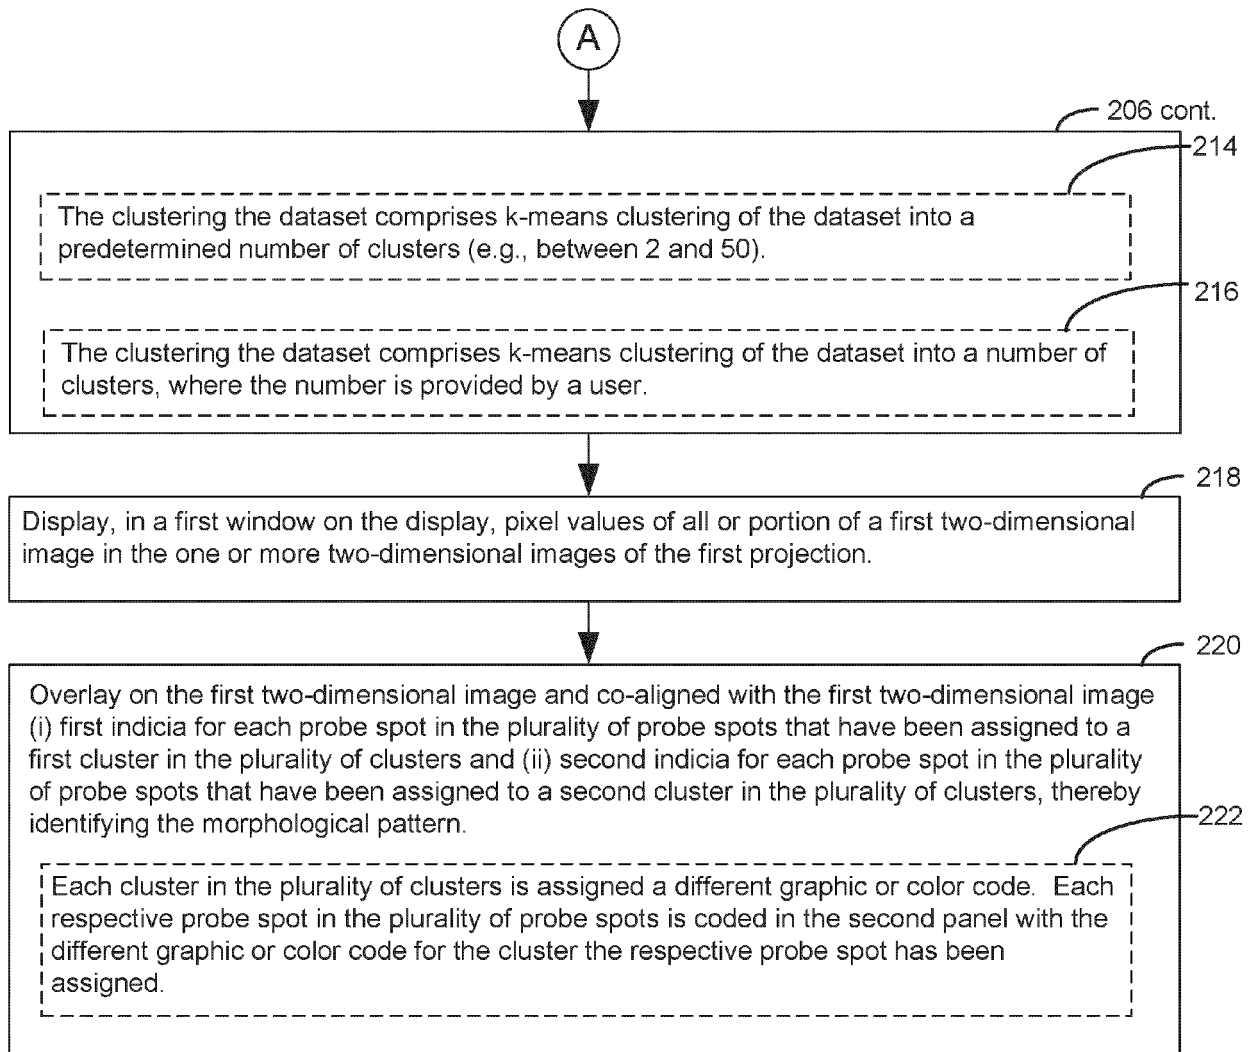 A
206 cont.
214
The clustering the dataset comprises k-means clustering of the dataset into a
predetermined number of clusters (e.g., between 2 and 50).
216
The clustering the dataset comprises k-means clustering of the dataset into a number of
clusters, where the number is provided by a user.
218
Display, in a first window on the display, pixel values of all or portion of a first two-dimensional
image in the one or more two-dimensional images of the first projection.
220
Overlay on the first two-dimensional image and co-aligned with the first two-dimensional image
(i) first indicia for each probe spot in the plurality of probe spots that have been assigned to a
first cluster in the plurality of clusters and (ii) second indicia for each probe spot in the plurality
of probe spots that have been assigned to a second cluster in the plurality of clusters, thereby
identifying the morphological pattern.
222
Each cluster in the plurality of clusters is assigned a different graphic or color code. Each
respective probe spot in the plurality of probe spots is coded in the second panel with the
different graphic or color code for the cluster the respective probe spot has been
assigned.